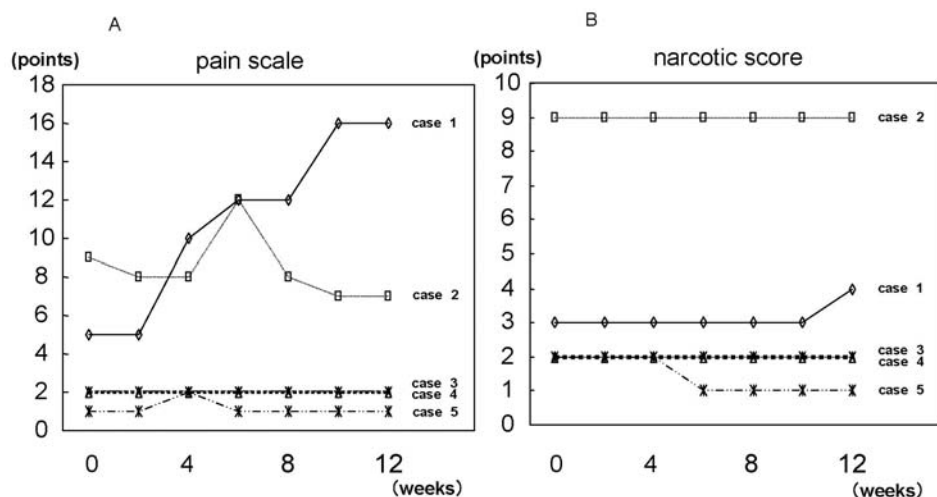 A
(points)
pain scale
18
16
14
12
10
8
6
4
2
0
case 1
case 2
case 3
case 4
case 5
0 4 8 12
(weeks)
B
(points)
narcotic score
10
9
8
7
6
5
4
3
2
1
0
case 2
case 1
case 3
case 4
case 5
0 4 8 12
(weeks)